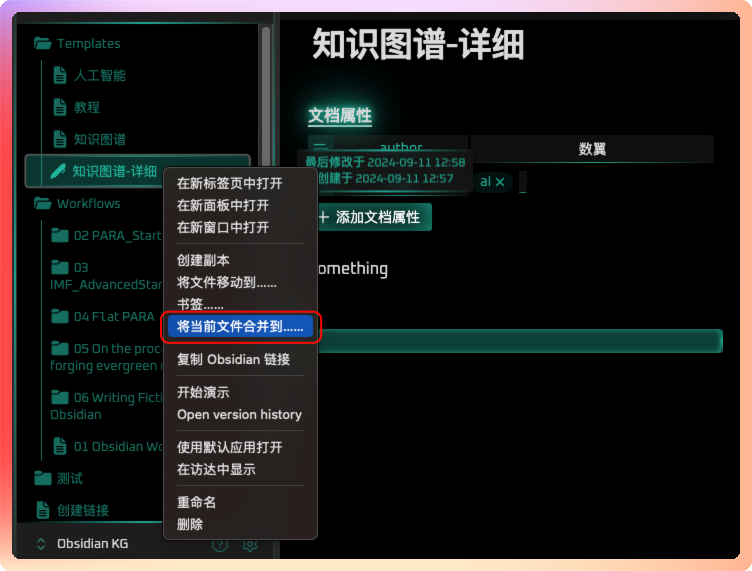 Templates
人工智能
教程
知识图谱
知识图谱-详细
Workflows
02 PARA_Start
03
IMF_AdvancedStar
04 Flat PARA
05 On the proc
forging evergreen
06 Writing Ficti
Obsidian
01 Obsidian Wo
测试
创建链接
Obsidian KG
知识图谱-详细
文档属性
author
数翼
最后修改于 2024-09-11 12:58
创建于 2024-09-11 12:57
ai ×
+ 添加文档属性
omething
在新标签页中打开
在新面板中打开
在新窗口中打开
创建副本
将文件移动到......
书签......
将当前文件合并到......
复制 Obsidian 链接
开始演示
Open version history
使用默认应用打开
在访达中显示
重命名
删除